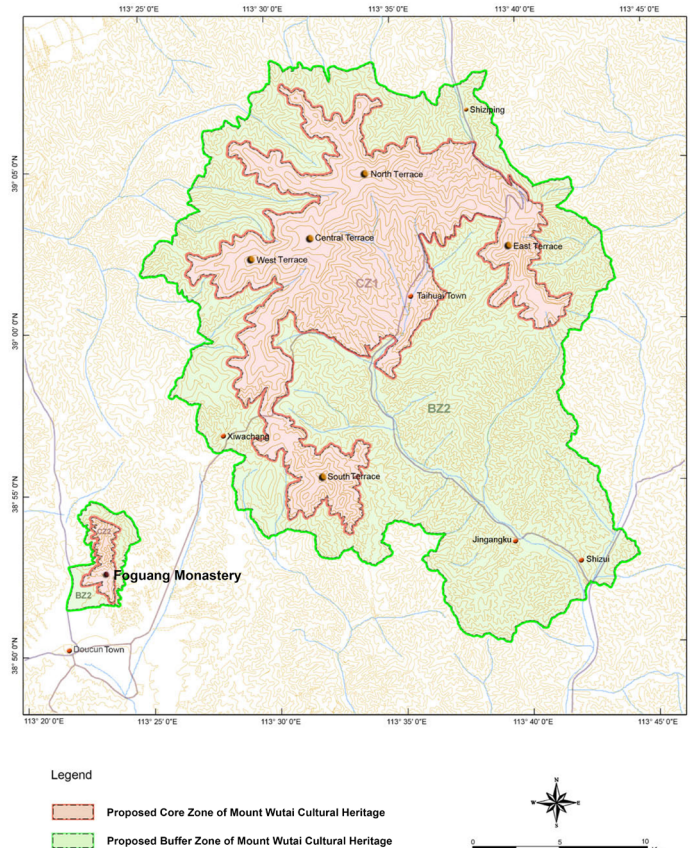 113° 25' 0"E 113° 30' 0"E 113° 35' 0"E 113° 40' 0"E 113° 45' 0"E
Shiziping
39° 05' 0"N
North Terrace
Central Terrace
East Terrace
West Terrace
CZ1
Taihuai Town
39° 00' 0"N
BZ2
Xiwachang
South Terrace
38° 55' 0"N
CZ2
Jingangku
Shizui
Foguang Monastery
BZ2
38° 50' 0"N
Doucun Town
113° 20' 0"E 113° 25' 0"E 113° 30' 0"E 113° 35' 0"E 113° 40' 0"E 113° 45' 0"E
Legend
N
W E
S
Proposed Core Zone of Mount Wutai Cultural Heritage
Proposed Buffer Zone of Mount Wutai Cultural Heritage
0 5 10